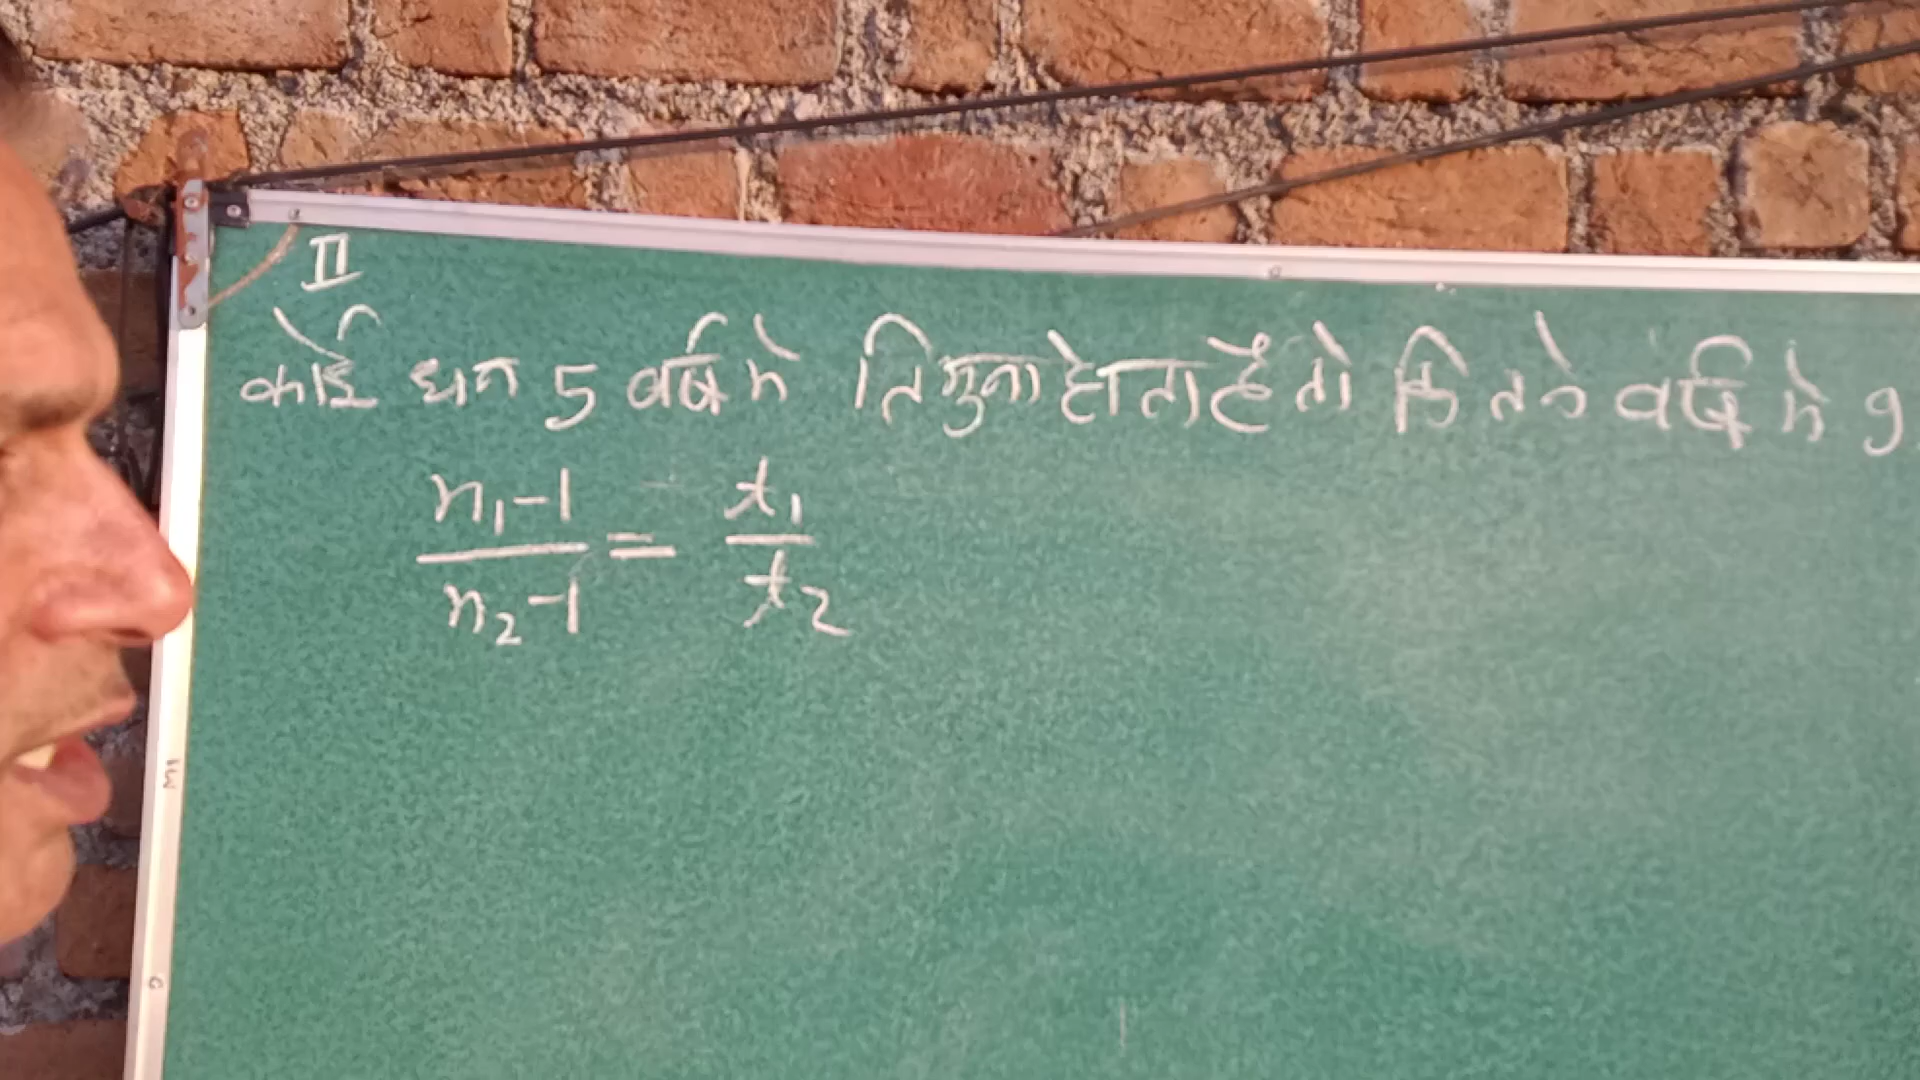 II
कोई धन 5 वर्ष मे तिगुना होता है तो कितने वर्ष मे 9
n₁-1 / n₂-1 = t₁ / t₂